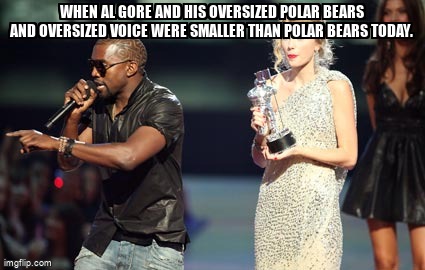 WHEN AL GORE AND HIS OVERSIZED POLAR BEARS
AND OVERSIZED VOICE WERE SMALLER THAN POLAR BEARS TODAY.
imgflip.com